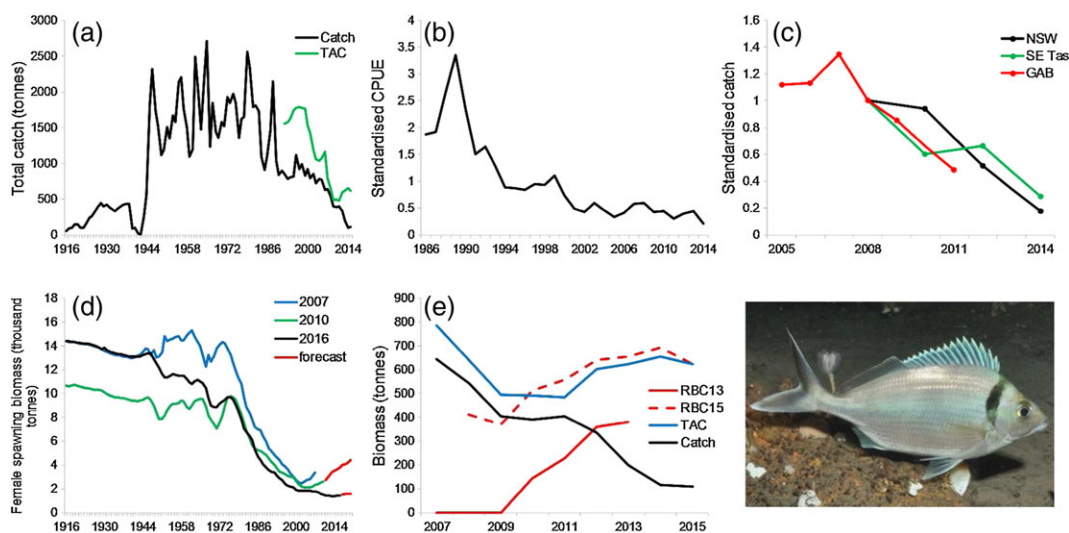 (a)
Total catch (tonnes)
3000
2500
2000
1500
1000
500
0
1916 1930 1944 1958 1972 1986 2000 2014
Catch
TAC
(b)
Standardised CPUE
4
3.5
3
2.5
2
1.5
1
0.5
0
1986 1990 1994 1998 2002 2006 2010 2014
(c)
Standardised catch
1.6
1.4
1.2
1
0.8
0.6
0.4
0.2
0
2005 2008 2011 2014
NSW
SE Tas
GAB
(d)
Female spawning biomass (thousand
tonnes)
18
16
14
12
10
8
6
4
2
0
1916 1930 1944 1958 1972 1986 2000 2014
2007
2010
2016
forecast
(e)
Biomass (tonnes)
900
800
700
600
500
400
300
200
100
0
2007 2009 2011 2013 2015
RBC13
RBC15
TAC
Catch